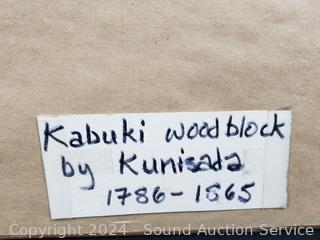 Kabuki woodblock
by Kunisada
1786-1865
Copyright 2024 - Sound Auction Service